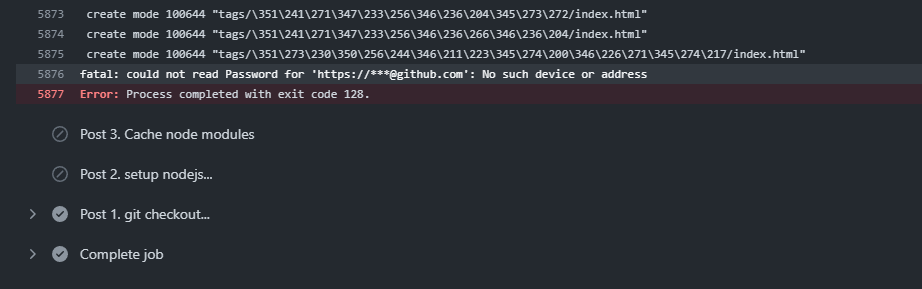 5873 create mode 100644 "tags/\351\241\271\347\233\256\346\236\204\345\273\272/index.html"
5874 create mode 100644 "tags/\351\241\271\347\233\256\346\236\266\346\236\204/index.html"
5875 create mode 100644 "tags/\351\273\230\350\256\244\346\211\223\345\274\200\346\226\271\345\274\217/index.html"
5876 fatal: could not read Password for 'https://***@github.com': No such device or address
5877 Error: Process completed with exit code 128.
Post 3. Cache node modules
Post 2. setup nodejs...
Post 1. git checkout...
Complete job